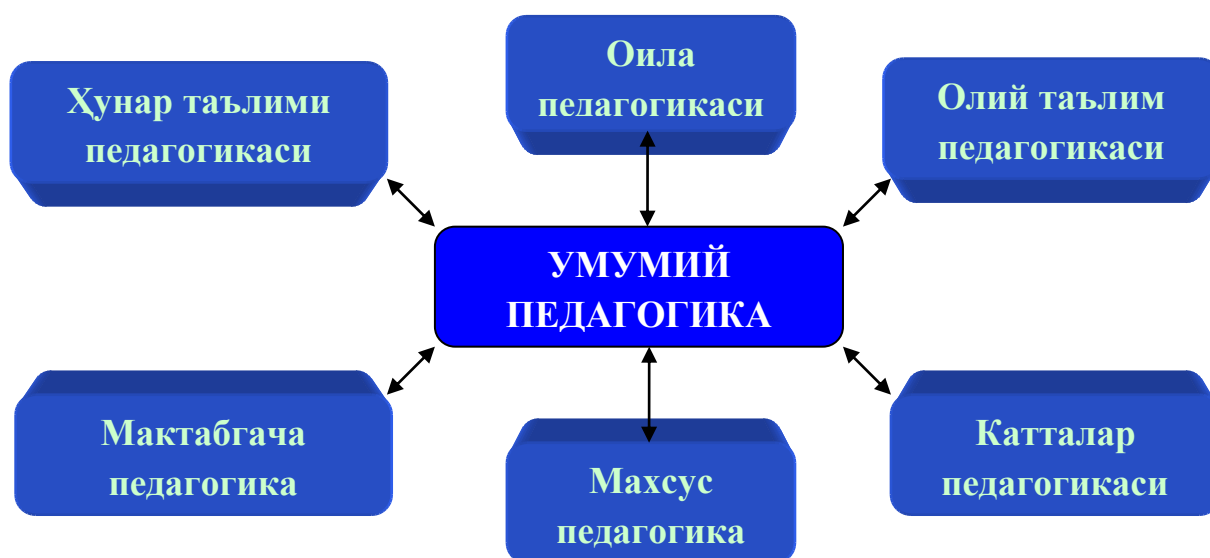 Оила
педагогикаси
Ҳунар таълими
педагогикаси
Олий таълим
педагогикаси
УМУМИЙ
ПЕДАГОГИКА
Мактабгача
педагогика
Махсус
педагогика
Катталар
педагогикаси